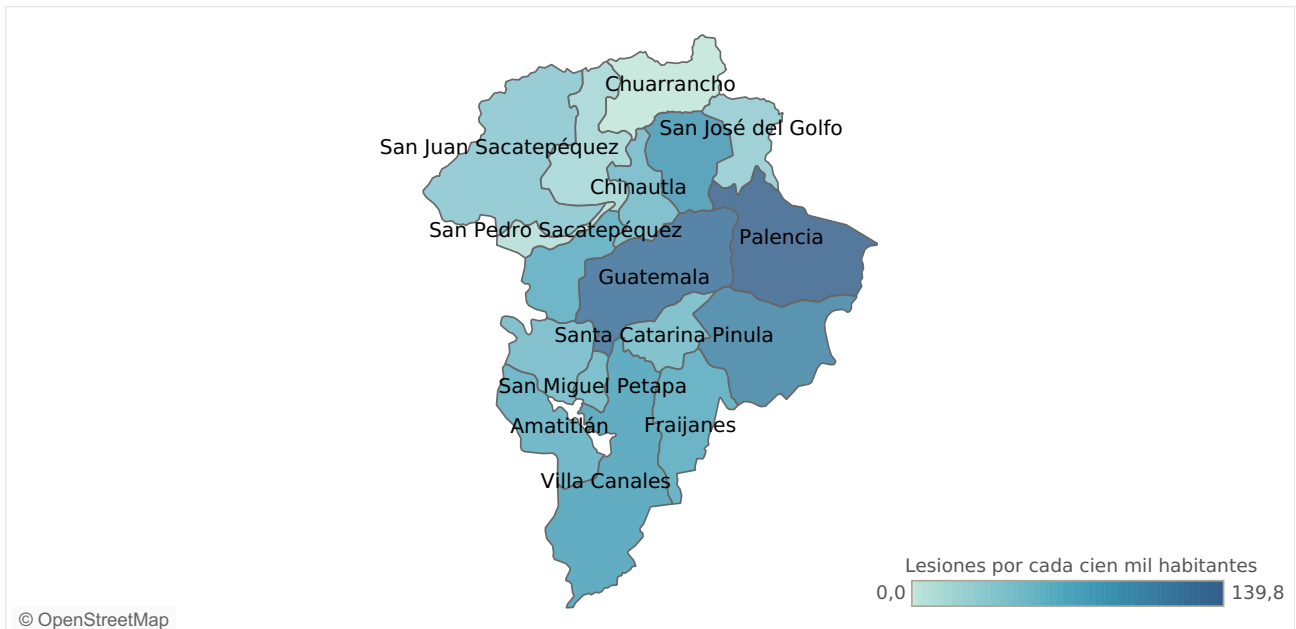 Chuarrancho
San José del Golfo
San Juan Sacatepéquez
Chinautla
San Pedro Sacatepéquez
Palencia
Guatemala
Santa Catarina Pinula
San Miguel Petapa
Amatitlán
Fraijanes
Villa Canales
Lesiones por cada cien mil habitantes
0,0
139,8
© OpenStreetMap